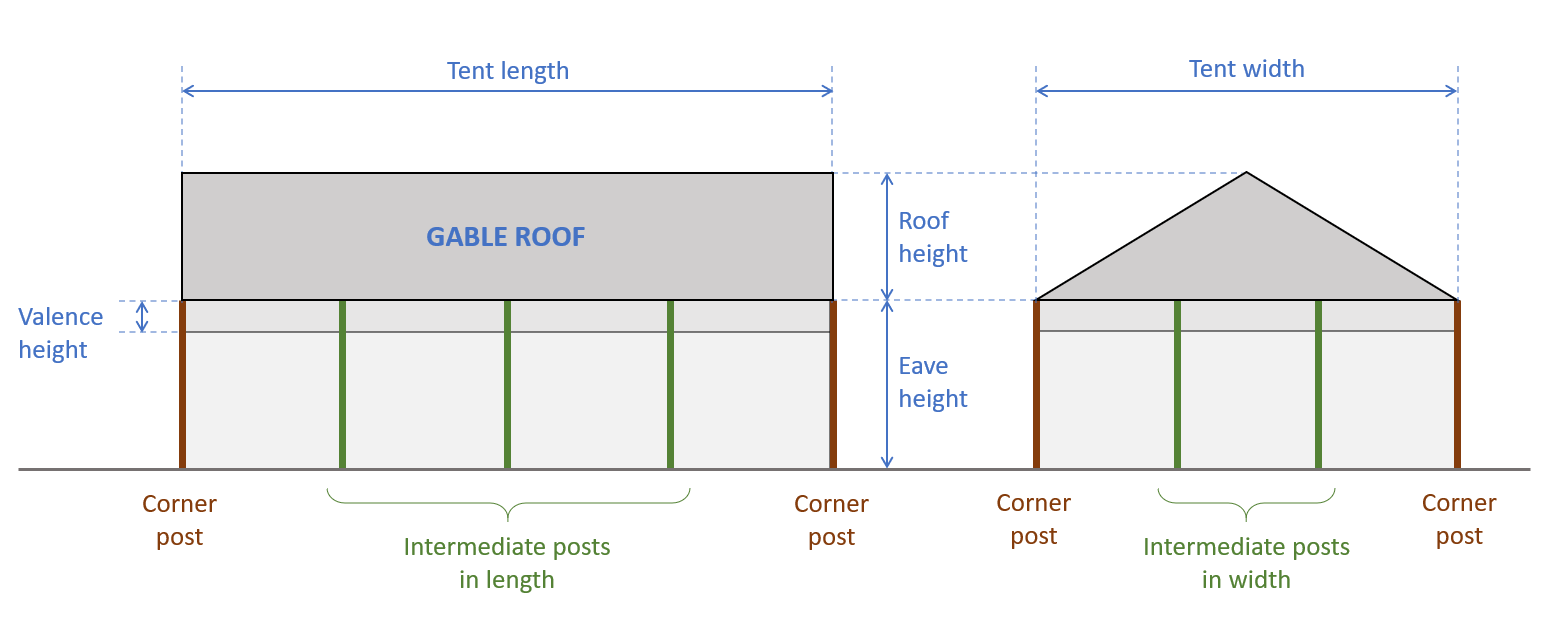 Tent length
Tent width
GABLE ROOF
Roof
height
Valence
height
Eave
height
Corner
post
Intermediate posts
in length
Corner
post
Corner
post
Intermediate posts
in width
Corner
post